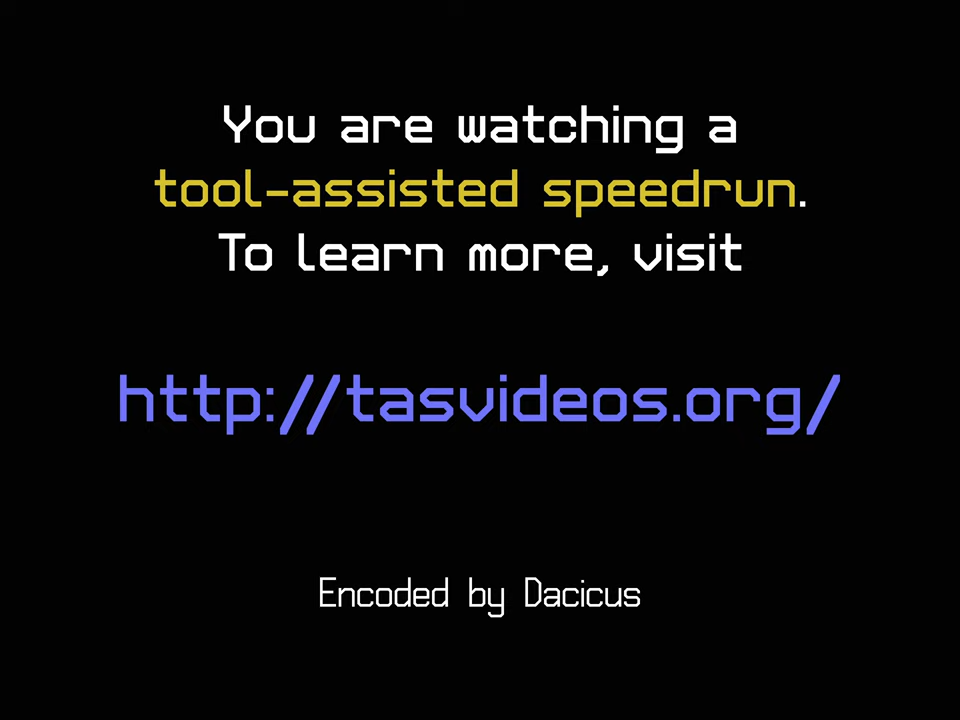 You are watching a
tool-assisted speedrun.
To learn more, visit
http://tasvideos.org/
Encoded by Dacicus